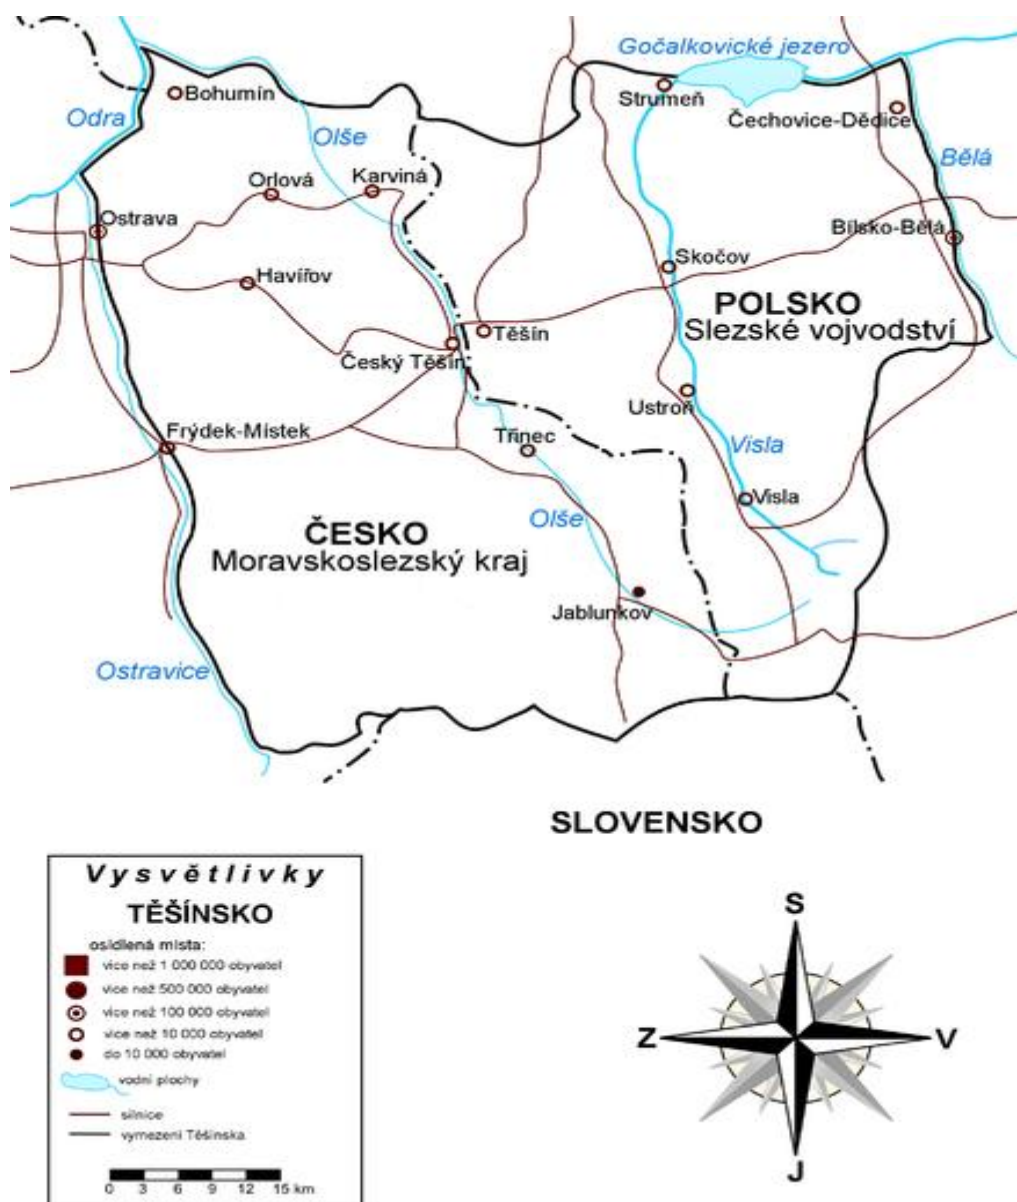 Gočalkovické jezero
Bohumín
Strumeň
Odra
Olše
Čechovice-Dědice
Bělá
Orlová
Karviná
Ostrava
Bílsko-Bělá
Skočov
Havířov
POLSKO
Slezské vojvodství
Těšín
Český Těšín
Ustroň
Frýdek-Místek
Třinec
Visla
Visla
Olše
ČESKO
Moravskoslezský kraj
Jablunkov
Ostravice
SLOVENSKO
Vysvětlivky
TĚŠÍNSKO
osídlená místa:
více než 1 000 000 obyvatel
více než 500 000 obyvatel
více než 100 000 obyvatel
více než 10 000 obyvatel
do 10 000 obyvatel
vodní plochy
silnice
vymezení Těšínska
0 3 6 9 12 15 km
S
Z
V
J